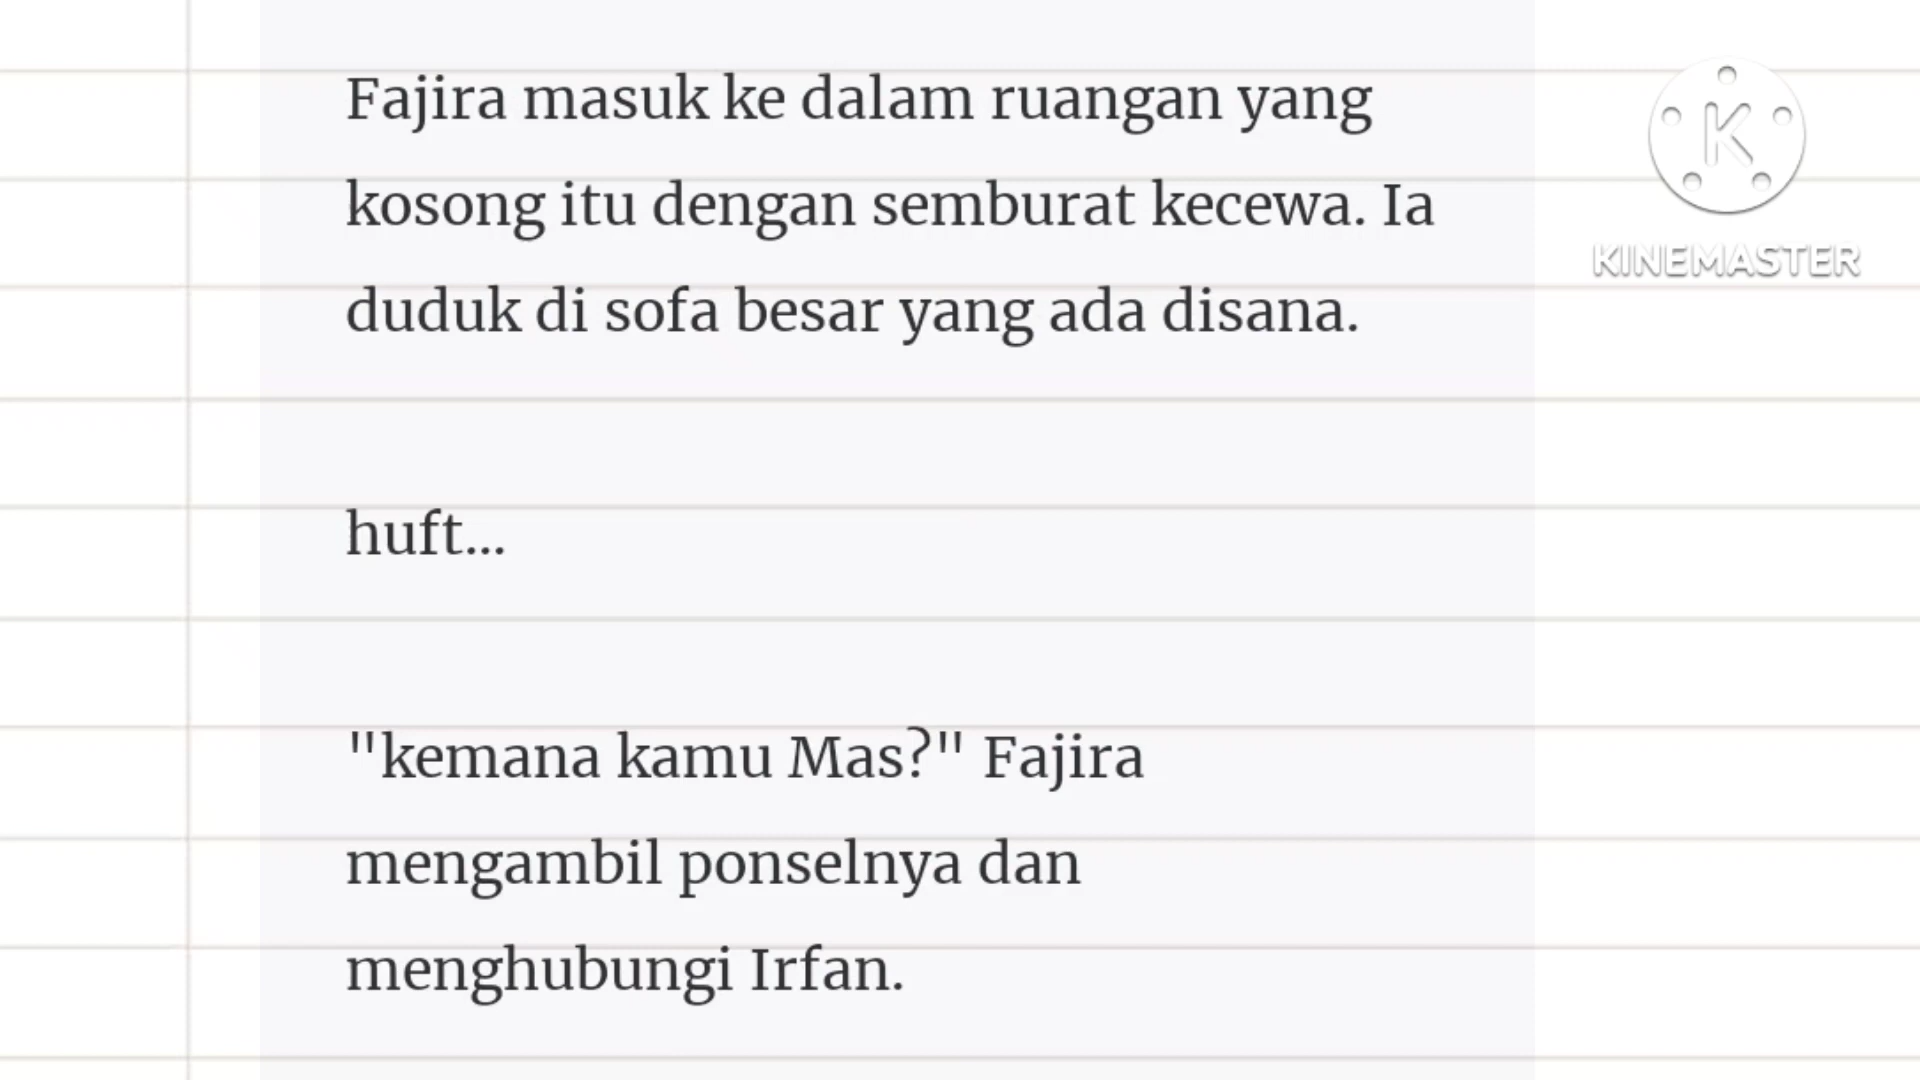 Fajira masuk ke dalam ruangan yang
kosong itu dengan semburat kecewa. Ia
duduk di sofa besar yang ada disana.
huft...
"kemana kamu Mas?" Fajira
mengambil ponselnya dan
menghubungi Irfan.
K
KINEMASTER